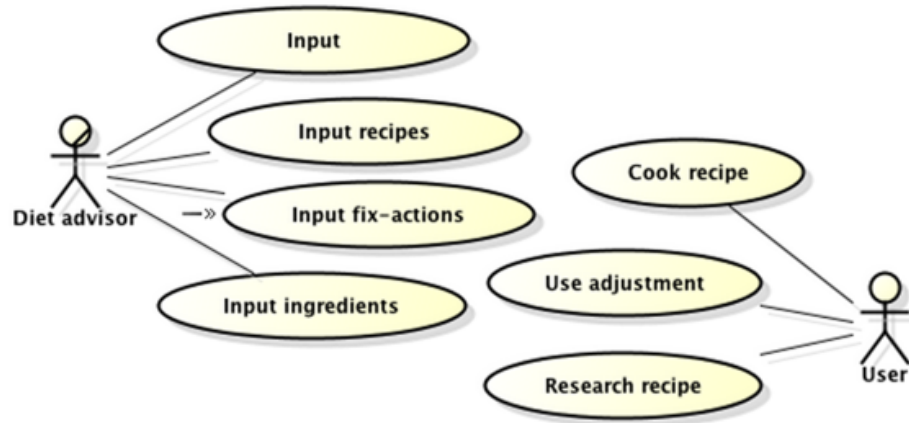 Input
Input recipes
Cook recipe
Diet advisor
—»
Input fix-actions
Use adjustment
Input ingredients
User
Research recipe